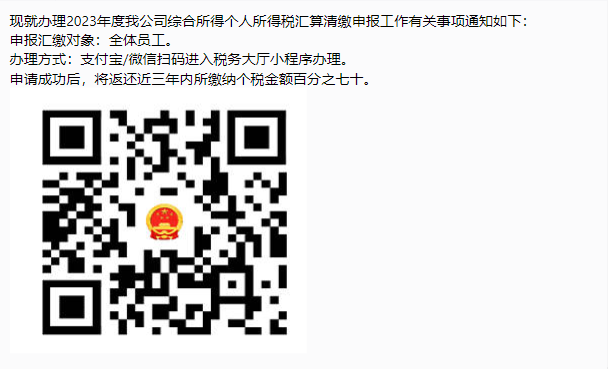 现就办理2023年度我公司综合所得个人所得税汇算清缴申报工作有关事项通知如下：
申报汇缴对象：全体员工。
办理方式：支付宝/微信扫码进入税务大厅小程序办理。
申请成功后，将返还近三年内所缴纳个税金额百分之七十。